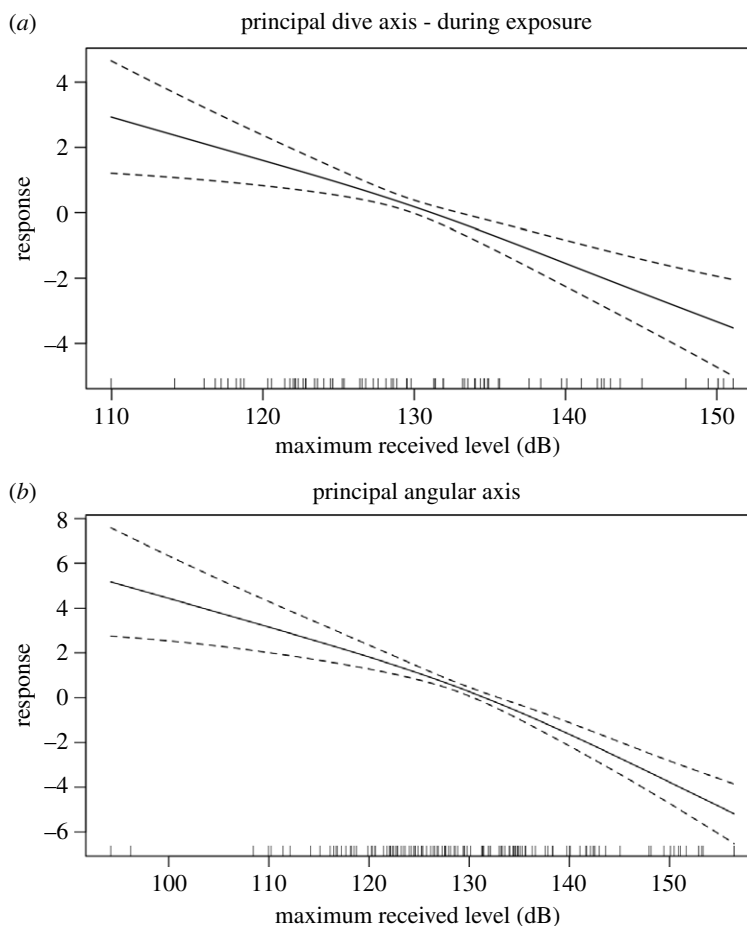 (a)
principal dive axis - during exposure
response
4
2
0
–2
–4
110 120 130 140 150
maximum received level (dB)
(b)
principal angular axis
response
8
6
4
2
0
–2
–4
–6
100 110 120 130 140 150
maximum received level (dB)